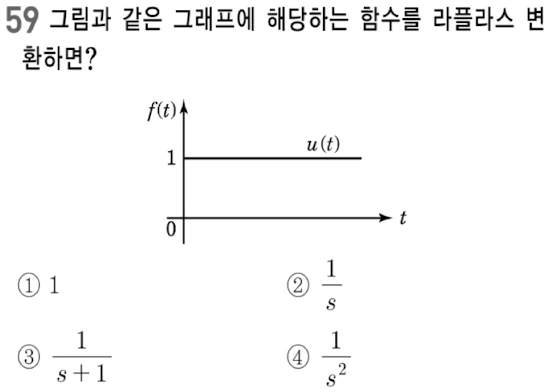 59 그림과 같은 그래프에 해당하는 함수를 라플라스 변
환하면?
f(t)
u(t)
1
t
0
① 1
② 1/s
③ 1/(s+1)
④ 1/s²